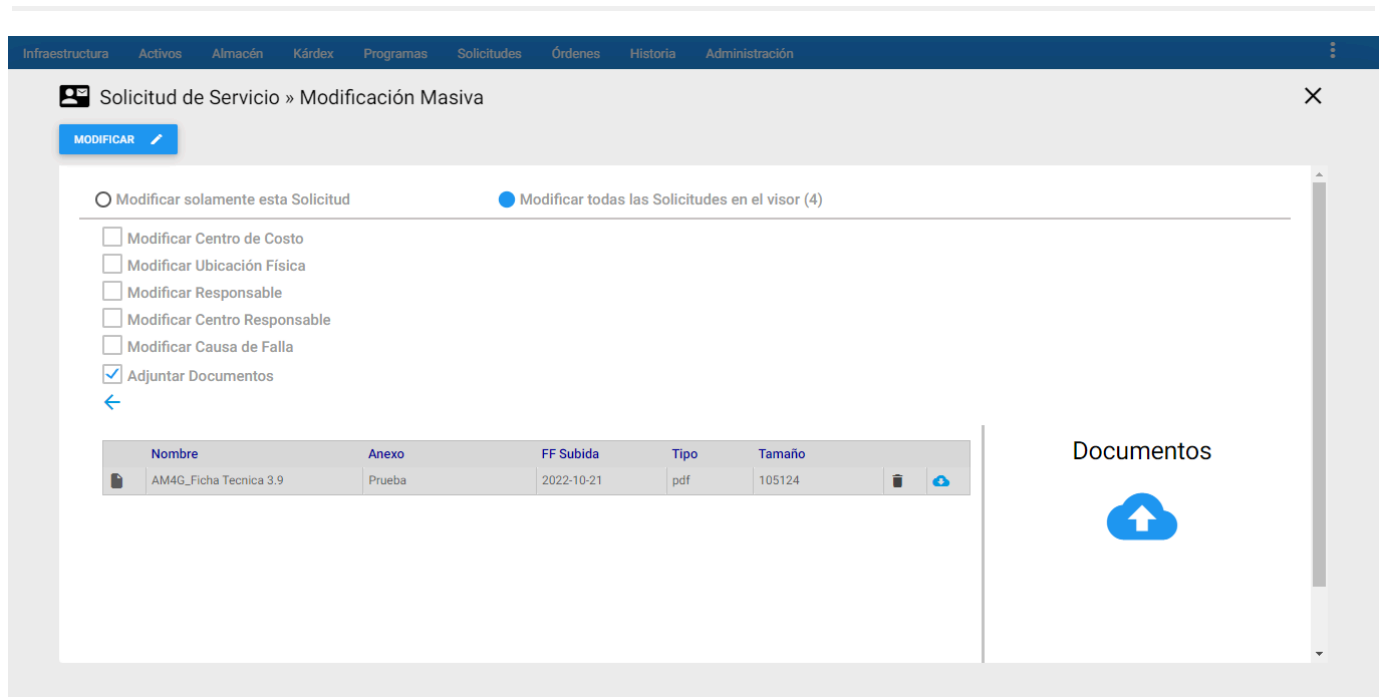 Infraestructura Activos Almacén Kárdex Programas Solicitudes Órdenes Historia Administración
Solicitud de Servicio » Modificación Masiva
MODIFICAR
Modificar solamente esta Solicitud Modificar todas las Solicitudes en el visor (4)
Modificar Centro de Costo
Modificar Ubicación Física
Modificar Responsable
Modificar Centro Responsable
Modificar Causa de Falla
Adjuntar Documentos
Documentos
Nombre Anexo FF Subida Tipo Tamaño
AM4G_Ficha Tecnica 3.9 Prueba 2022-10-21 pdf 105124